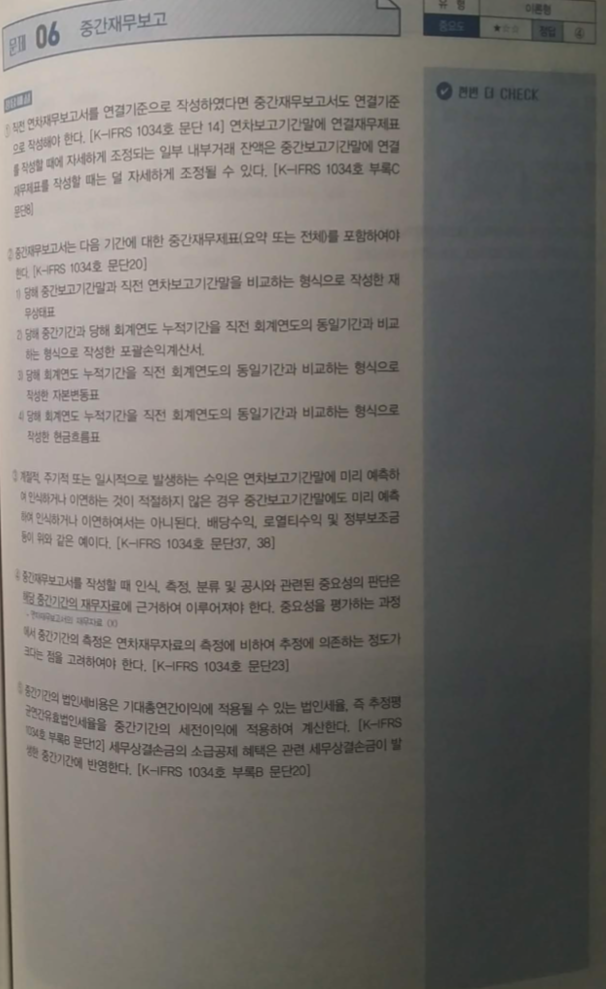 문제 06 중간재무보고
유 형 이론형
중요도 ★☆☆ 정답 ④
한번 더 CHECK
① 직전 연차재무보고서를 연결기준으로 작성하였다면 중간재무보고서도 연결기준
으로 작성해야 한다. [K-IFRS 1034호 문단 14] 연차보고기간말에 연결재무제표
를 작성할 때에 자세하게 조정되는 일부 내부거래 잔액은 중간보고기간말에 연결
재무제표를 작성할 때는 덜 자세하게 조정될 수 있다. [K-IFRS 1034호 부록C
문단8]
② 중간재무보고서는 다음 기간에 대한 중간재무제표(요약 또는 전체)를 포함하여야
한다. [K-IFRS 1034호 문단20]
1) 당해 중간보고기간말과 직전 연차보고기간말을 비교하는 형식으로 작성한 재
무상태표
2) 당해 중간기간과 당해 회계연도 누적기간을 직전 회계연도의 동일기간과 비교
하는 형식으로 작성한 포괄손익계산서.
3) 당해 회계연도 누적기간을 직전 회계연도의 동일기간과 비교하는 형식으로
작성한 자본변동표
4) 당해 회계연도 누적기간을 직전 회계연도의 동일기간과 비교하는 형식으로
작성한 현금흐름표
③ 계절적, 주기적 또는 일시적으로 발생하는 수익은 연차보고기간말에 미리 예측하
여 인식하거나 이연하는 것이 적절하지 않은 경우 중간보고기간말에도 미리 예측
하여 인식하거나 이연하여서는 아니된다. 배당수익, 로열티수익 및 정부보조금
등이 위와 같은 예이다. [K-IFRS 1034호 문단37, 38]
④ 중간재무보고서를 작성할 때 인식, 측정, 분류 및 공시와 관련된 중요성의 판단은
해당 중간기간의 재무자료에 근거하여 이루어져야 한다. 중요성을 평가하는 과정
- 연차재무보고서의 재무자료 (X)
에서 중간기간의 측정은 연차재무자료의 측정에 비하여 추정에 의존하는 정도가
크다는 점을 고려하여야 한다. [K-IFRS 1034호 문단23]
⑤ 중간기간의 법인세비용은 기대총연간이익에 적용될 수 있는 법인세율, 즉 추정평
균연간유효법인세율을 중간기간의 세전이익에 적용하여 계산한다. [K-IFRS
1034호 부록B 문단12] 세무상결손금의 소급공제 혜택은 관련 세무상결손금이 발
생한 중간기간에 반영한다. [K-IFRS 1034호 부록B 문단20]